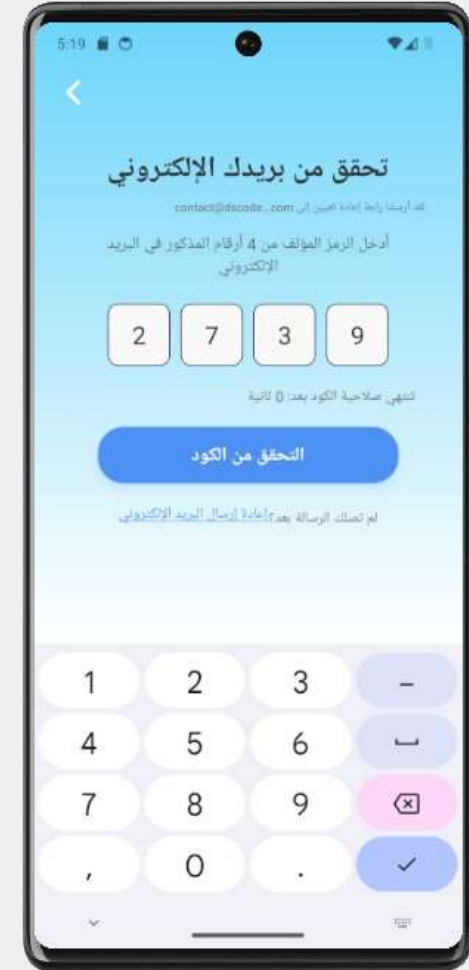 5:19
تحقق من بريدك الإلكتروني
لقد أرسلنا رابط إعادة تعيين إلى contact@dscode..com
أدخل الرمز المؤلف من 4 أرقام المذكور في البريد
الإلكتروني
2 7 3 9
تنتهي صلاحية الكود بعد: 0 ثانية
التحقق من الكود
لم تصلك الرسالة بعد؟إعادة إرسال البريد الإلكتروني
1 2 3 –
4 5 6
7 8 9
, 0 .